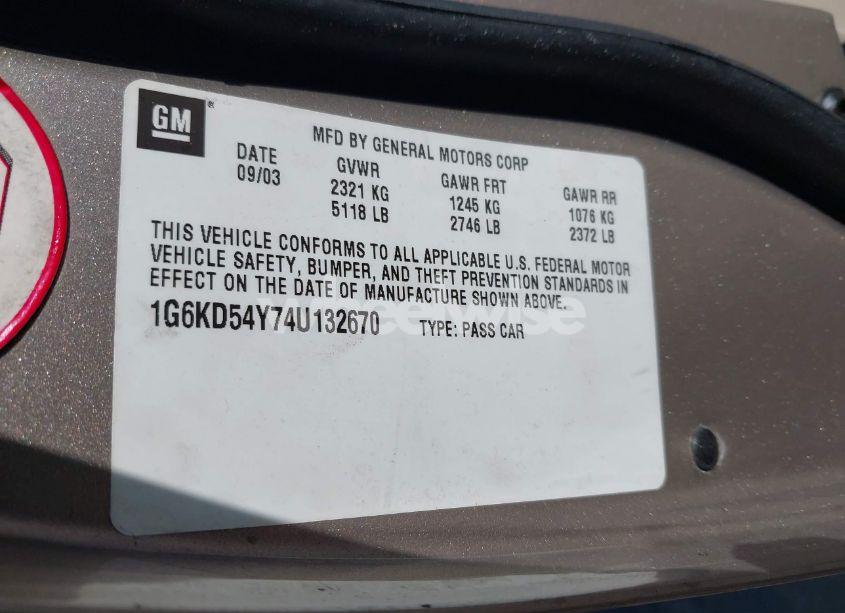 GM ®
MFD BY GENERAL MOTORS CORP
DATE GVWR GAWR FRT GAWR RR
09/03 2321 KG 1245 KG 1076 KG
5118 LB 2746 LB 2372 LB
THIS VEHICLE CONFORMS TO ALL APPLICABLE U.S. FEDERAL MOTOR
VEHICLE SAFETY, BUMPER, AND THEFT PREVENTION STANDARDS IN
EFFECT ON THE DATE OF MANUFACTURE SHOWN ABOVE.
1G6KD54Y74U132670 TYPE: PASS CAR